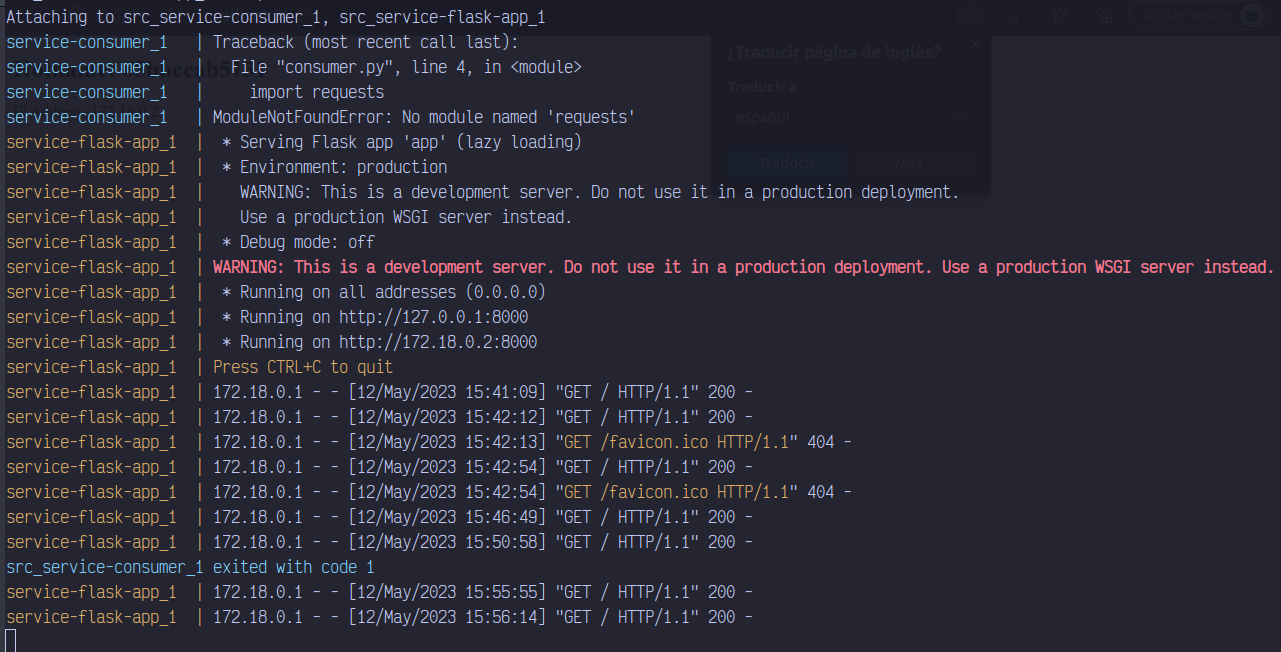 Attaching to src_service-consumer_1, src_service-flask-app_1
Iniciar sesión
service-consumer_1   | Traceback (most recent call last):
¿Traducir página de inglés?
service-consumer_1   |   File "consumer.py", line 4, in <module>
Traducir a
service-consumer_1   |     import requests
español
service-consumer_1   | ModuleNotFoundError: No module named 'requests'
service-flask-app_1  |  * Serving Flask app 'app' (lazy loading)
Traducir
Más
service-flask-app_1  |  * Environment: production
service-flask-app_1  |    WARNING: This is a development server. Do not use it in a production deployment.
service-flask-app_1  |    Use a production WSGI server instead.
service-flask-app_1  |  * Debug mode: off
service-flask-app_1  | WARNING: This is a development server. Do not use it in a production deployment. Use a production WSGI server instead.
service-flask-app_1  |  * Running on all addresses (0.0.0.0)
service-flask-app_1  |  * Running on http://127.0.0.1:8000
service-flask-app_1  |  * Running on http://172.18.0.2:8000
service-flask-app_1  | Press CTRL+C to quit
service-flask-app_1  | 172.18.0.1 - - [12/May/2023 15:41:09] "GET / HTTP/1.1" 200 -
service-flask-app_1  | 172.18.0.1 - - [12/May/2023 15:42:12] "GET / HTTP/1.1" 200 -
service-flask-app_1  | 172.18.0.1 - - [12/May/2023 15:42:13] "GET /favicon.ico HTTP/1.1" 404 -
service-flask-app_1  | 172.18.0.1 - - [12/May/2023 15:42:54] "GET / HTTP/1.1" 200 -
service-flask-app_1  | 172.18.0.1 - - [12/May/2023 15:42:54] "GET /favicon.ico HTTP/1.1" 404 -
service-flask-app_1  | 172.18.0.1 - - [12/May/2023 15:46:49] "GET / HTTP/1.1" 200 -
service-flask-app_1  | 172.18.0.1 - - [12/May/2023 15:50:58] "GET / HTTP/1.1" 200 -
src_service-consumer_1 exited with code 1
service-flask-app_1  | 172.18.0.1 - - [12/May/2023 15:55:55] "GET / HTTP/1.1" 200 -
service-flask-app_1  | 172.18.0.1 - - [12/May/2023 15:56:14] "GET / HTTP/1.1" 200 -